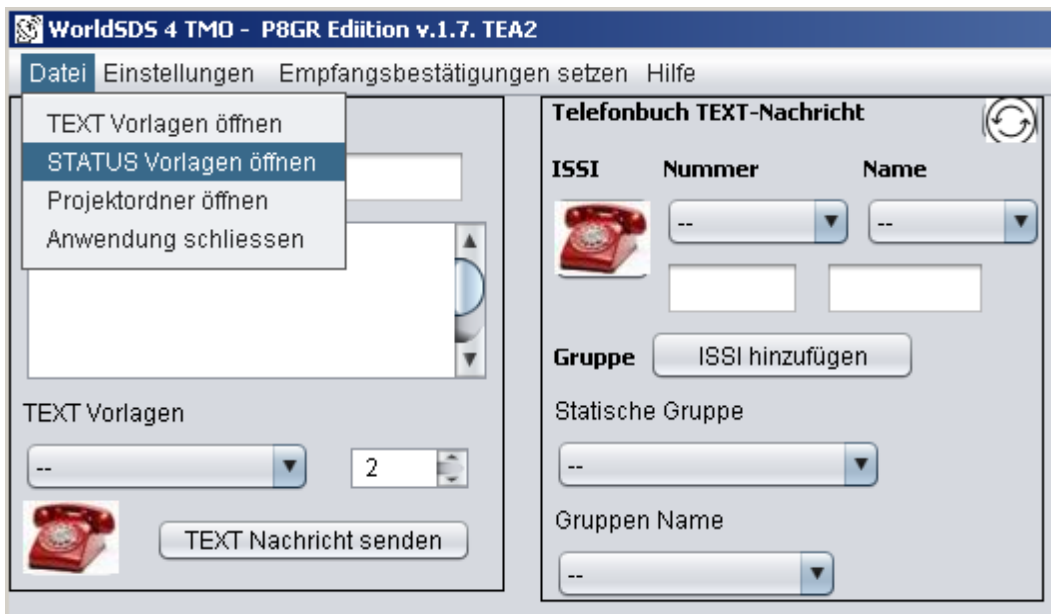 WorldSDS 4 TMO - P8GR Ediition v.1.7. TEA2
Datei Einstellungen Empfangsbestätigungen setzen Hilfe
TEXT Vorlagen öffnen
STATUS Vorlagen öffnen
Projektordner öffnen
Anwendung schliessen
TEXT Vorlagen
--
2
TEXT Nachricht senden
Telefonbuch TEXT-Nachricht
ISSI Nummer Name
-- --
Gruppe ISSI hinzufügen
Statische Gruppe
--
Gruppen Name
--